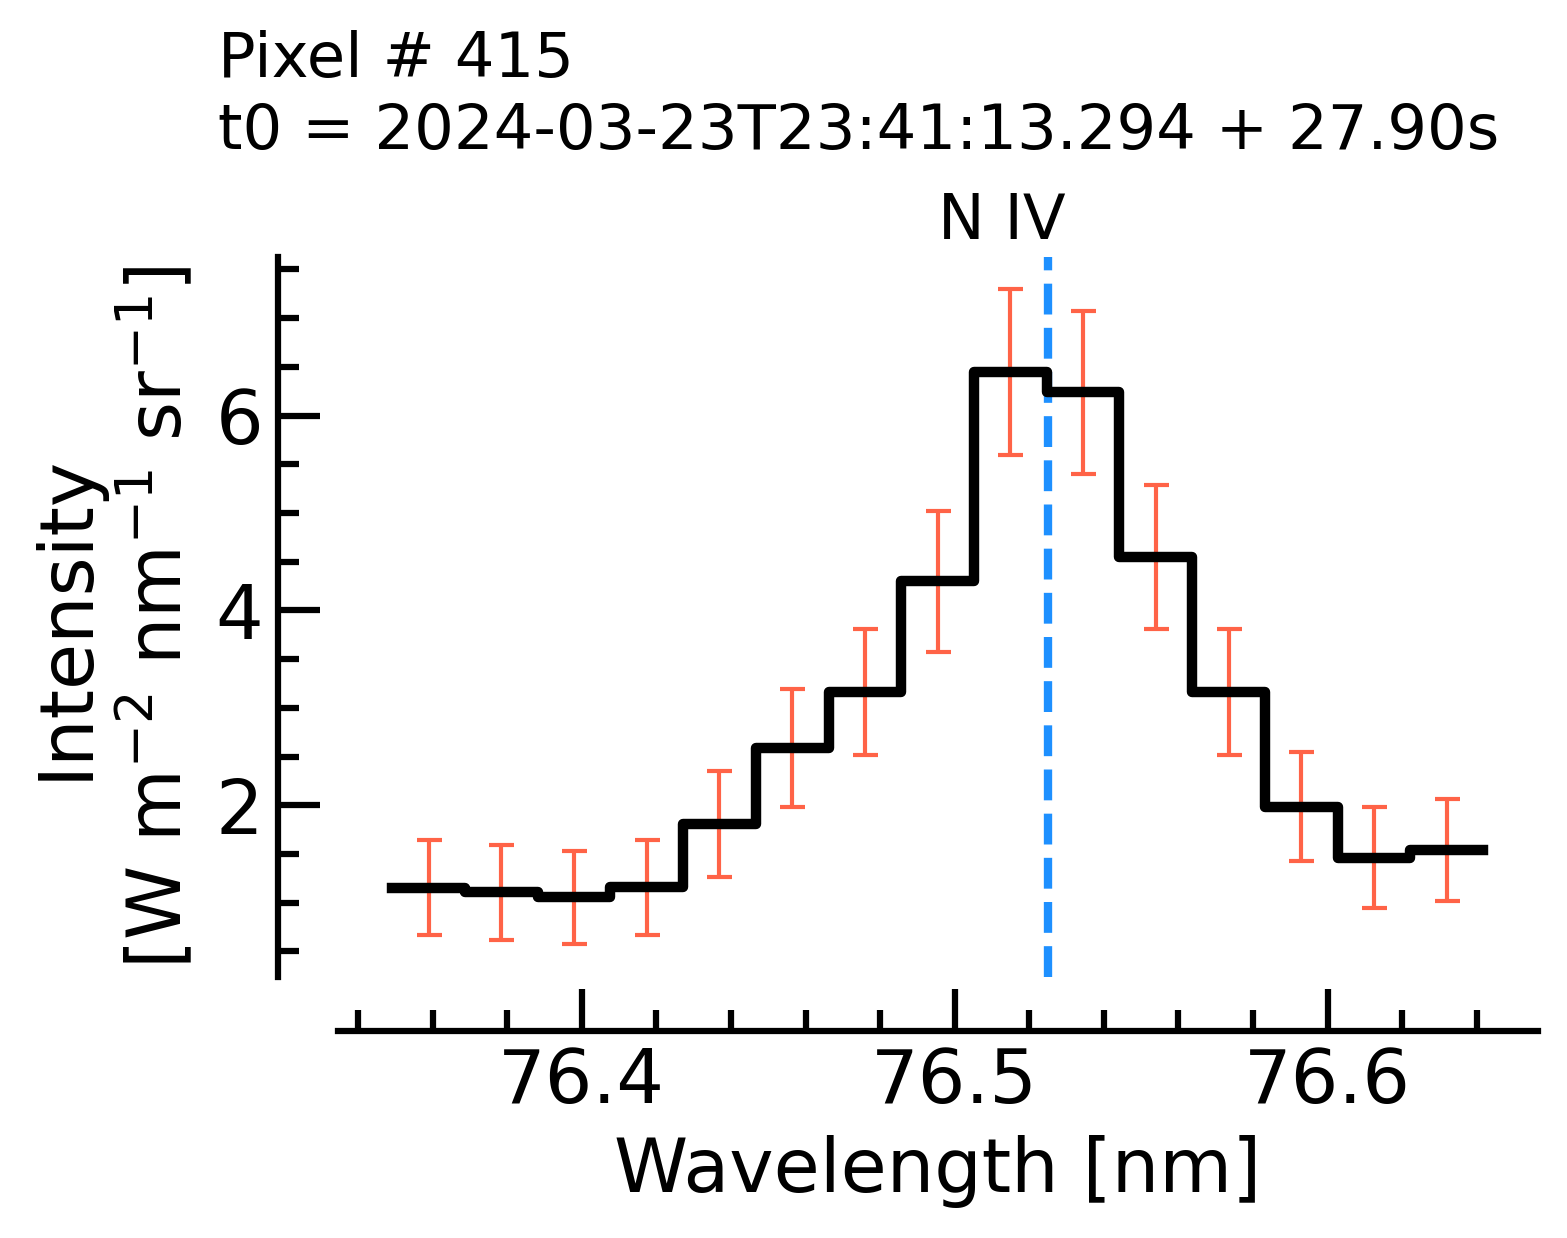 Pixel # 415
t0 = 2024-03-23T23:41:13.294 + 27.90s
N IV
Intensity
[W m⁻² nm⁻¹ sr⁻¹]
6
4
2
76.4 76.5 76.6
Wavelength [nm]